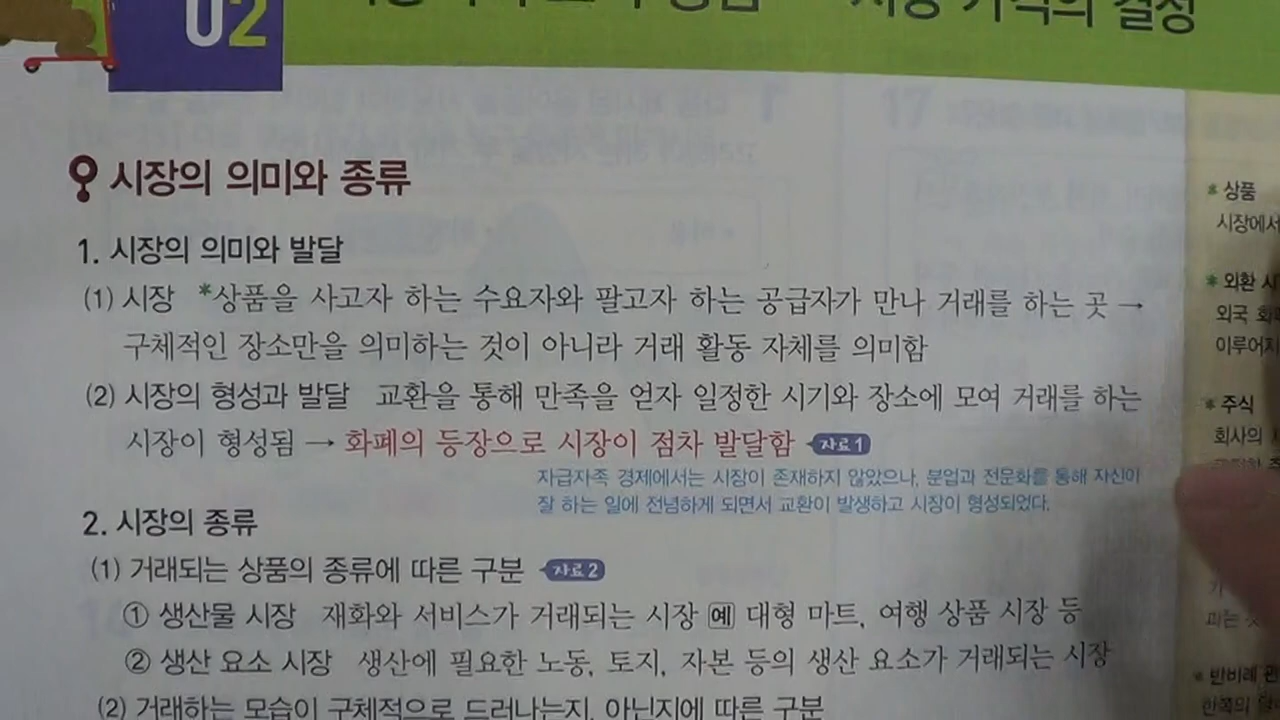 02
시장 가격의 결정
시장의 의미와 종류
1. 시장의 의미와 발달
(1) 시장 *상품을 사고자 하는 수요자와 팔고자 하는 공급자가 만나 거래를 하는 곳 →
구체적인 장소만을 의미하는 것이 아니라 거래 활동 자체를 의미함
(2) 시장의 형성과 발달 교환을 통해 만족을 얻자 일정한 시기와 장소에 모여 거래를 하는
시장이 형성됨 → 화폐의 등장으로 시장이 점차 발달함 자료1
자급자족 경제에서는 시장이 존재하지 않았으나, 분업과 전문화를 통해 자신이
잘 하는 일에 전념하게 되면서 교환이 발생하고 시장이 형성되었다.
2. 시장의 종류
(1) 거래되는 상품의 종류에 따른 구분 자료2
① 생산물 시장 재화와 서비스가 거래되는 시장 예 대형 마트, 여행 상품 시장 등
② 생산 요소 시장 생산에 필요한 노동, 토지, 자본 등의 생산 요소가 거래되는 시장
(2) 거래하는 모습이 구체적으로 드러나는지, 아닌지에 따른 구분
17
*상품
시장에서
*외환
외국
*주식
회사의
*반비례